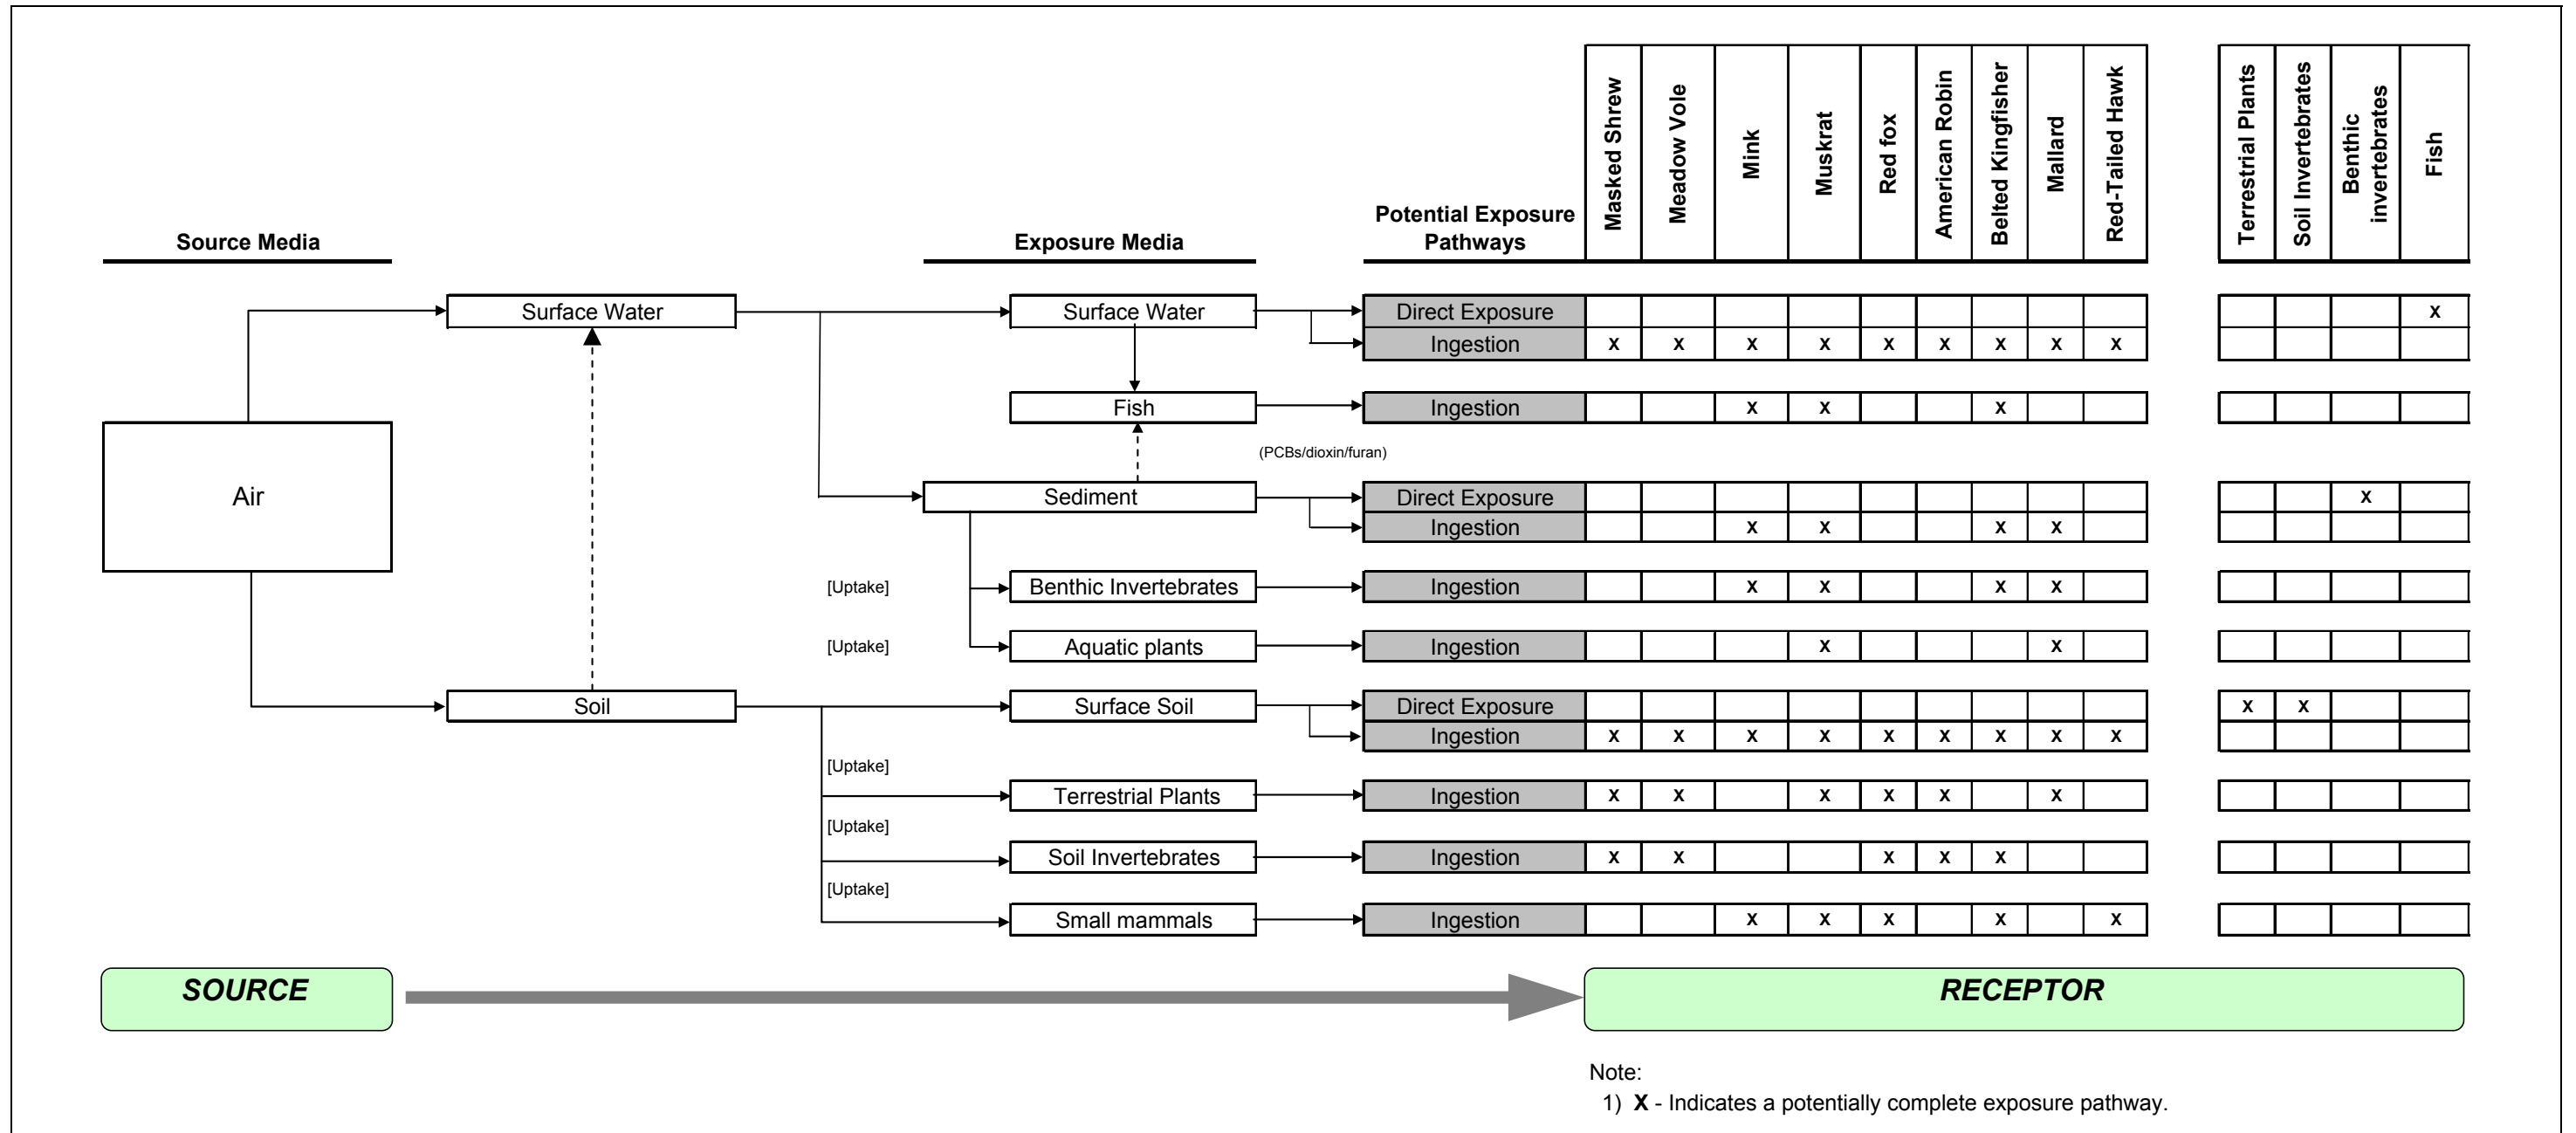 Masked Shrew
Meadow Vole
Mink
Muskrat
Red fox
American Robin
Belted Kingfisher
Mallard
Red-Tailed Hawk
Terrestrial Plants
Soil Invertebrates
Benthic
invertebrates
Fish
Source Media
Exposure Media
Potential Exposure
Pathways
Surface Water
Surface Water
Direct Exposure
x
Ingestion
x x x x x x x x x
Fish
Ingestion
x x x
(PCBs/dioxin/furan)
Air
Sediment
Direct Exposure
x
Ingestion
x x x x
[Uptake]
Benthic Invertebrates
Ingestion
x x x x
[Uptake]
Aquatic plants
Ingestion
x x
Soil
Surface Soil
Direct Exposure
x x
Ingestion
x x x x x x x x x
[Uptake]
Terrestrial Plants
Ingestion
x x x x x x
[Uptake]
Soil Invertebrates
Ingestion
x x x x x
[Uptake]
Small mammals
Ingestion
x x x x x
SOURCE
RECEPTOR
Note:
1) X - Indicates a potentially complete exposure pathway.